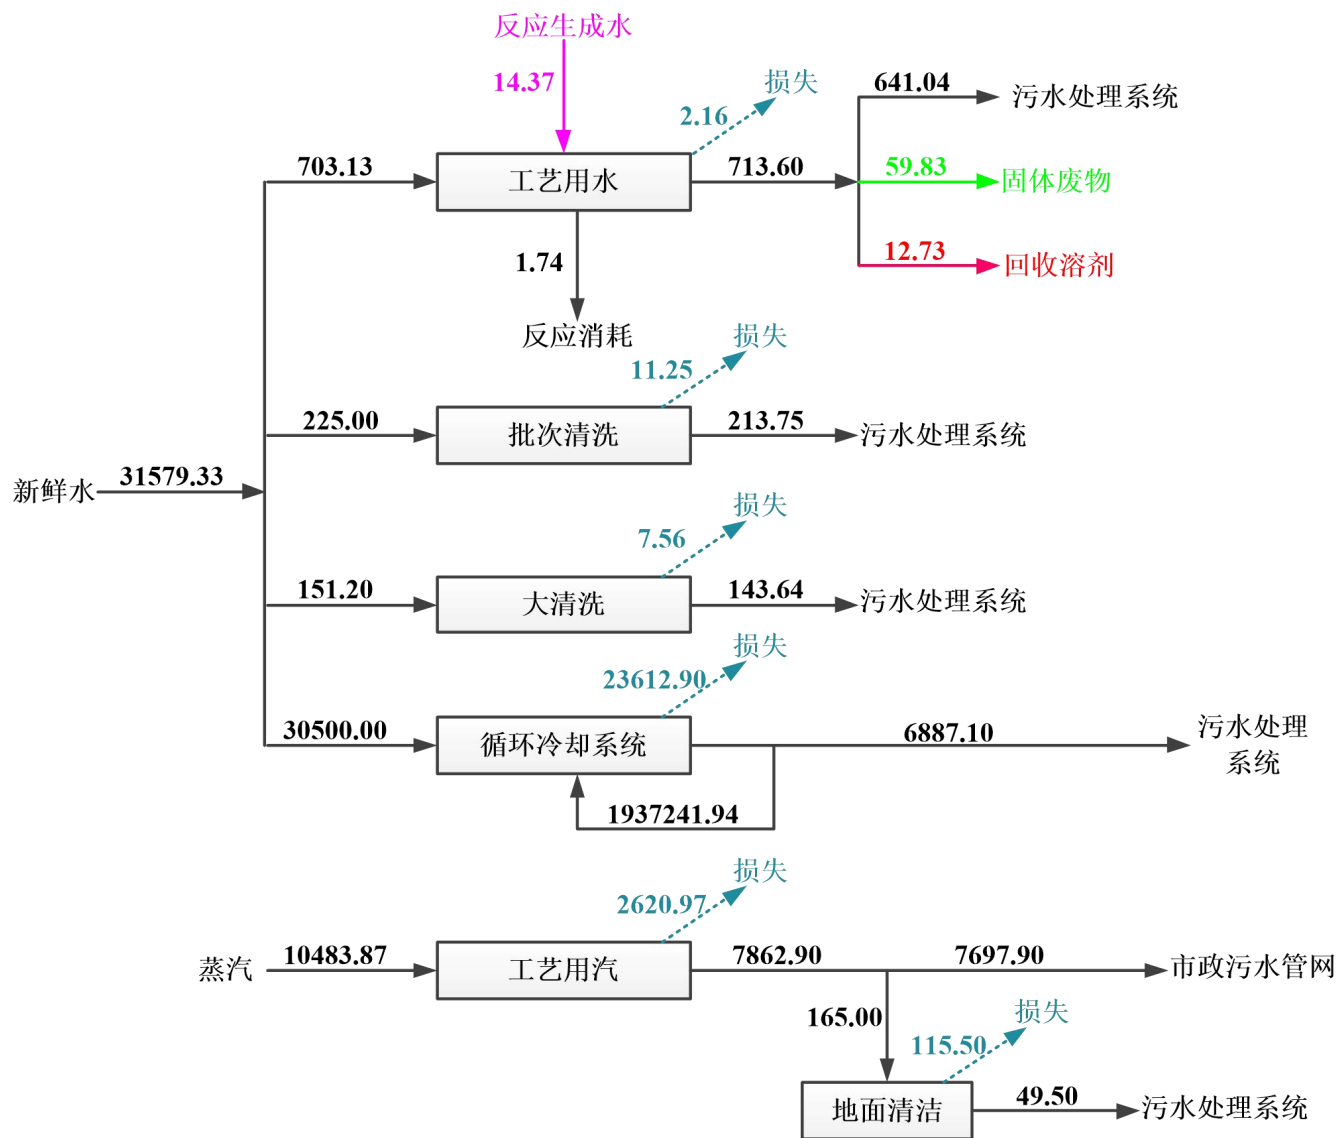 反应生成水
14.37
损失
2.16
641.04
污水处理系统
703.13
工艺用水
713.60
59.83
固体废物
1.74
12.73
回收溶剂
反应消耗
损失
11.25
225.00
批次清洗
213.75
污水处理系统
新鲜水
31579.33
损失
7.56
151.20
大清洗
143.64
污水处理系统
损失
23612.90
30500.00
循环冷却系统
6887.10
污水处理
系统
1937241.94
损失
2620.97
蒸汽
10483.87
工艺用汽
7862.90
7697.90
市政污水管网
165.00
损失
115.50
地面清洁
49.50
污水处理系统